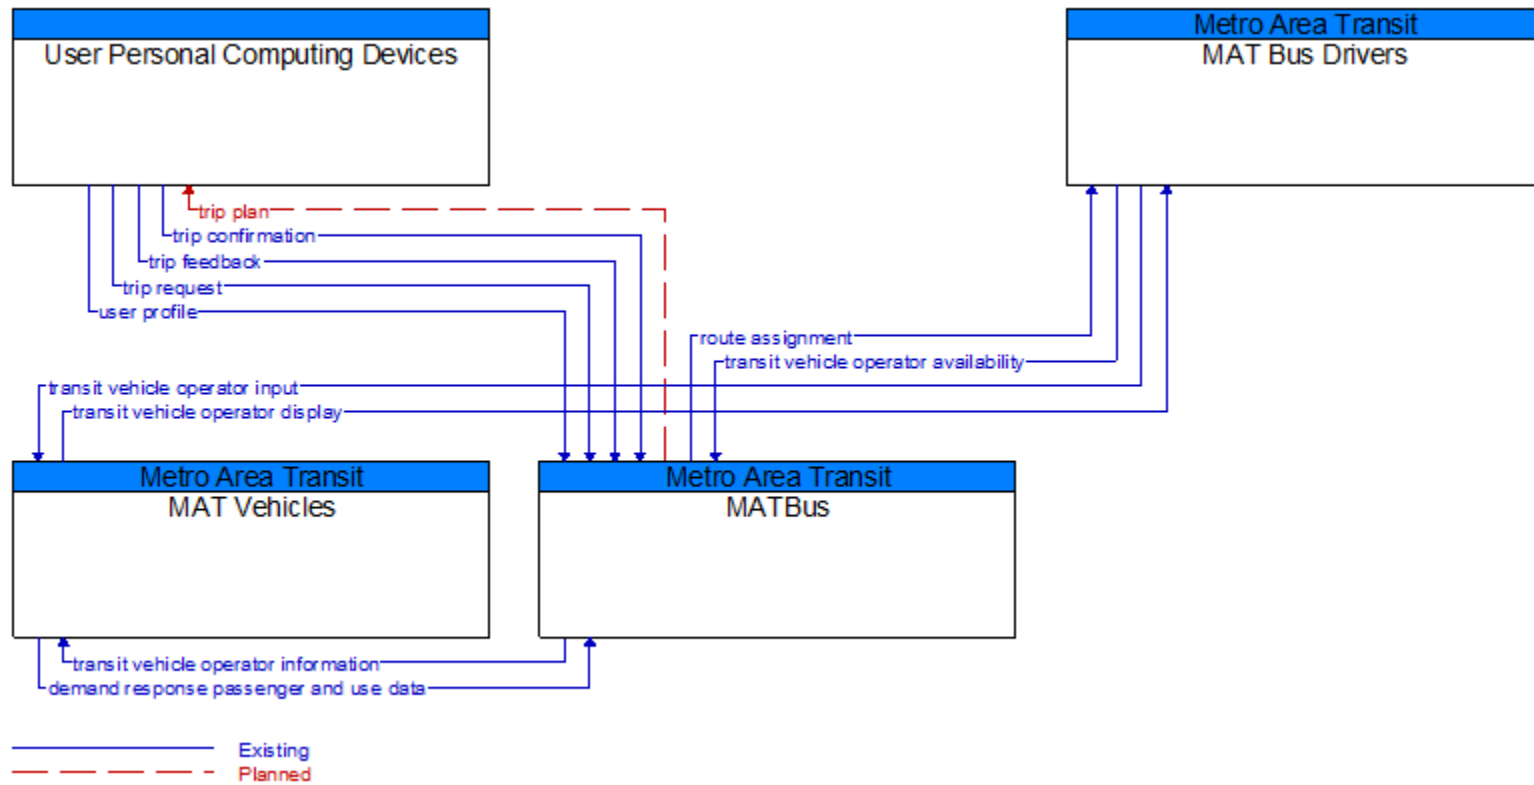 Metro Area Transit
User Personal Computing Devices
MAT Bus Drivers
trip plan
trip confirmation
trip feedback
trip request
user profile
route assignment
transit vehicle operator availability
transit vehicle operator input
transit vehicle operator display
Metro Area Transit
MAT Vehicles
Metro Area Transit
MATBus
transit vehicle operator information
demand response passenger and use data
Existing
Planned